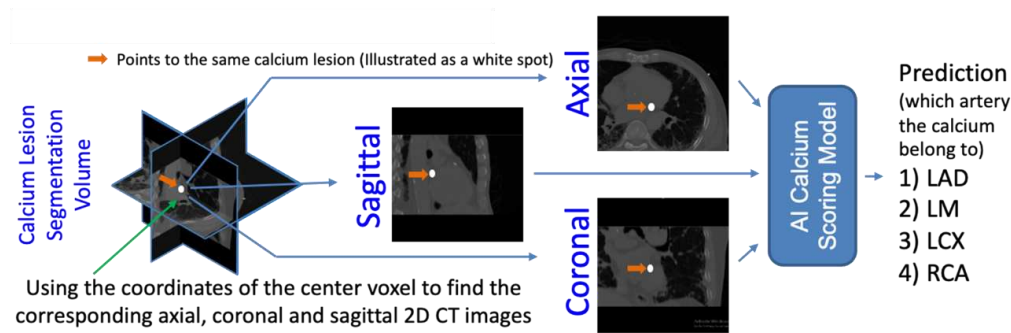 Points to the same calcium lesion (Illustrated as a white spot)
Calcium Lesion
Segmentation
Volume
Sagittal
Axial
Coronal
AI Calcium
Scoring Model
Prediction
(which artery
the calcium
belong to)
1) LAD
2) LM
3) LCX
4) RCA
Using the coordinates of the center voxel to find the
corresponding axial, coronal and sagittal 2D CT images